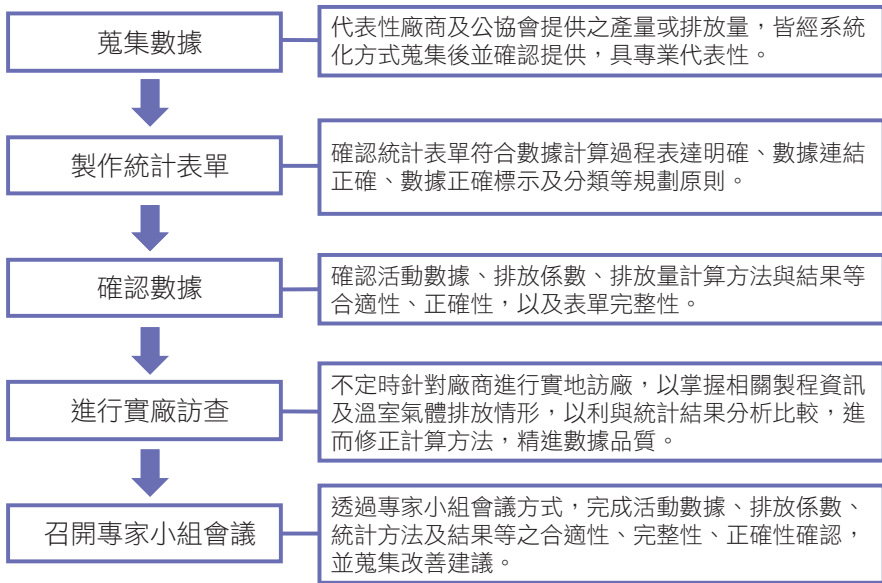 蒐集數據
代表性廠商及公協會提供之產量或排放量，皆經系統
化方式蒐集後並確認提供，具專業代表性。
製作統計表單
確認統計表單符合數據計算過程表達明確、數據連結
正確、數據正確標示及分類等規劃原則。
確認數據
確認活動數據、排放係數、排放量計算方法與結果等
合適性、正確性，以及表單完整性。
進行實廠訪查
不定時針對廠商進行實地訪廠，以掌握相關製程資訊
及溫室氣體排放情形，以利與統計結果分析比較，進
而修正計算方法，精進數據品質。
召開專家小組會議
透過專家小組會議方式，完成活動數據、排放係數、
統計方法及結果等之合適性、完整性、正確性確認，
並蒐集改善建議。